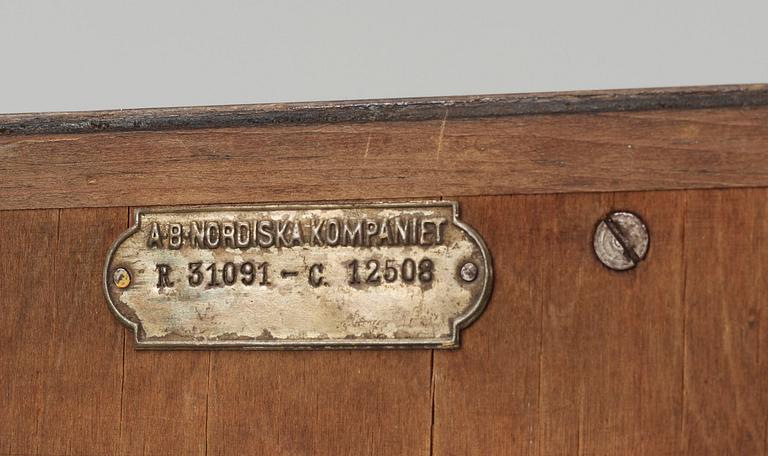 A·B·NORDISKA KOMPANIET
R 31091 – C. 12508